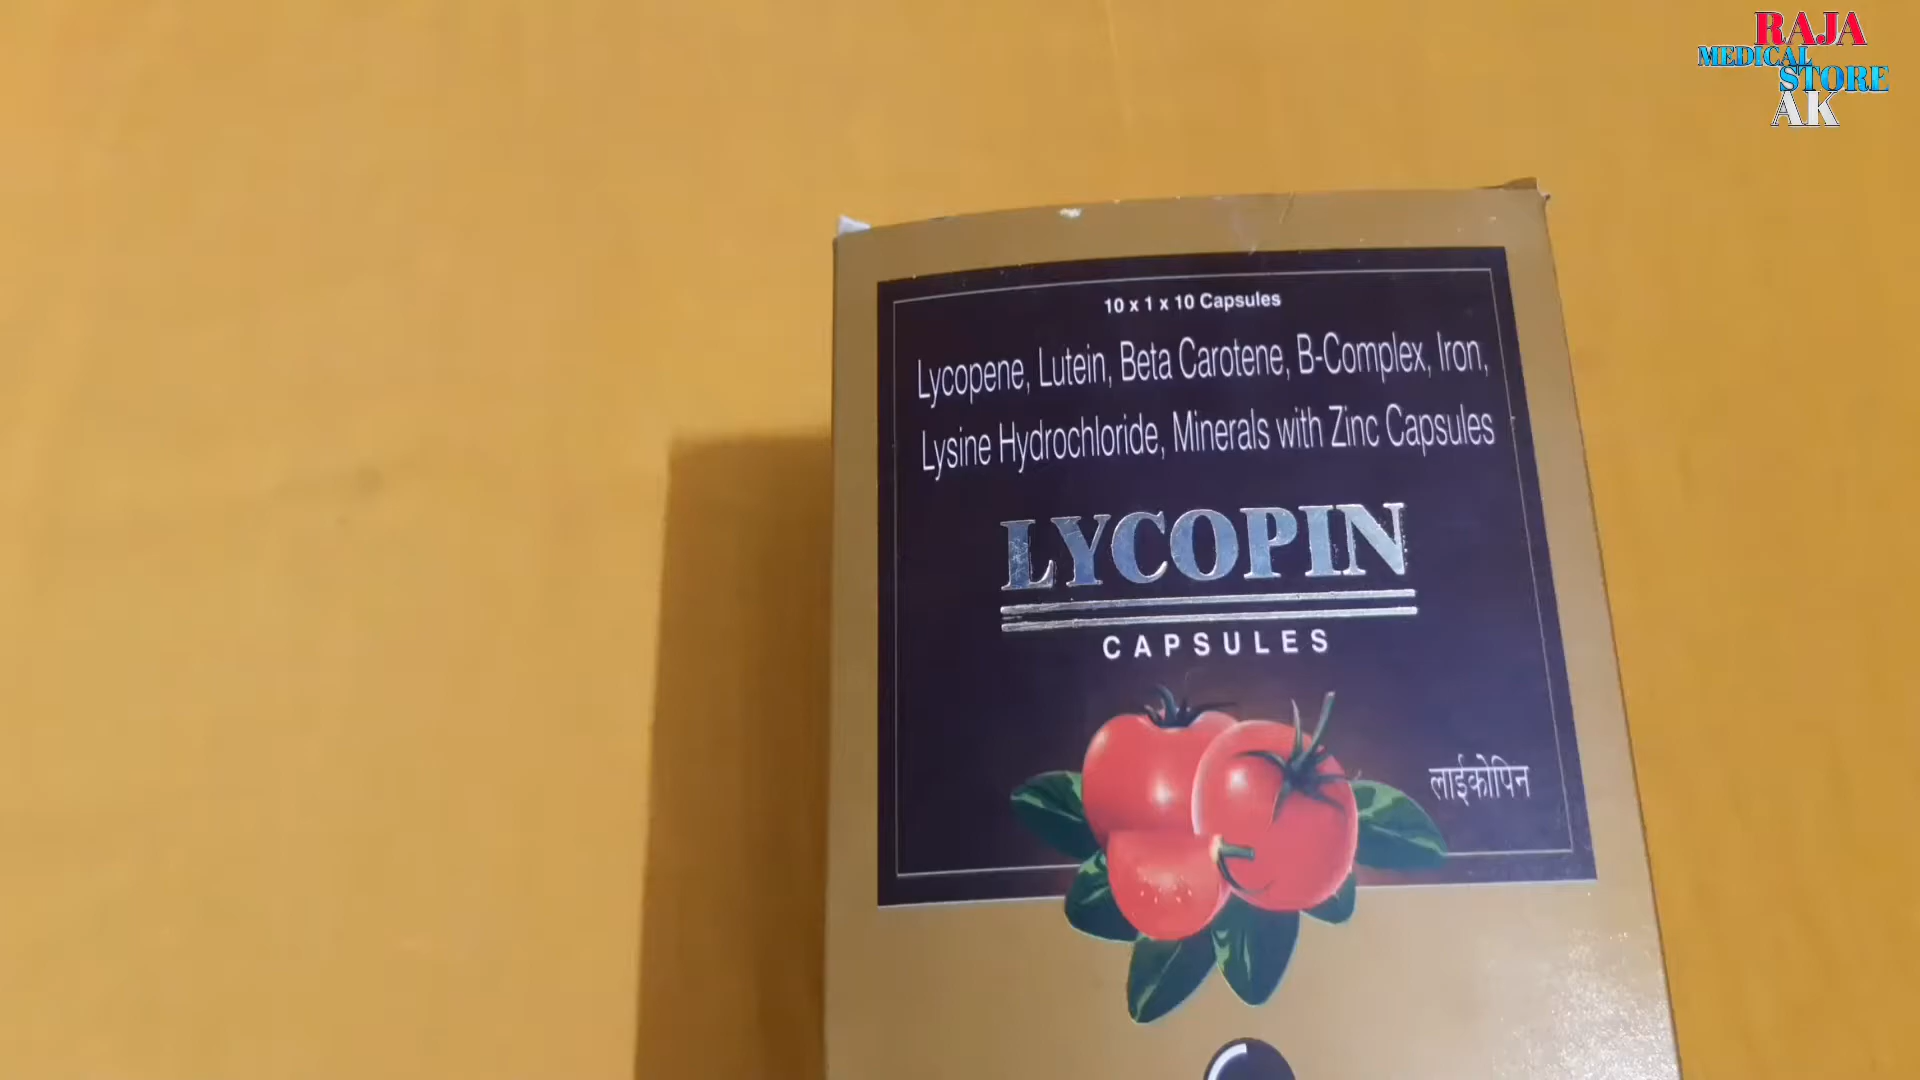 RAJA
MEDICAL
STORE
AK
10 x 1 x 10 Capsules
Lycopene, Lutein, Beta Carotene, B-Complex, Iron,
Lysine Hydrochloride, Minerals with Zinc Capsules
LYCOPIN
CAPSULES
लाईकोपिन